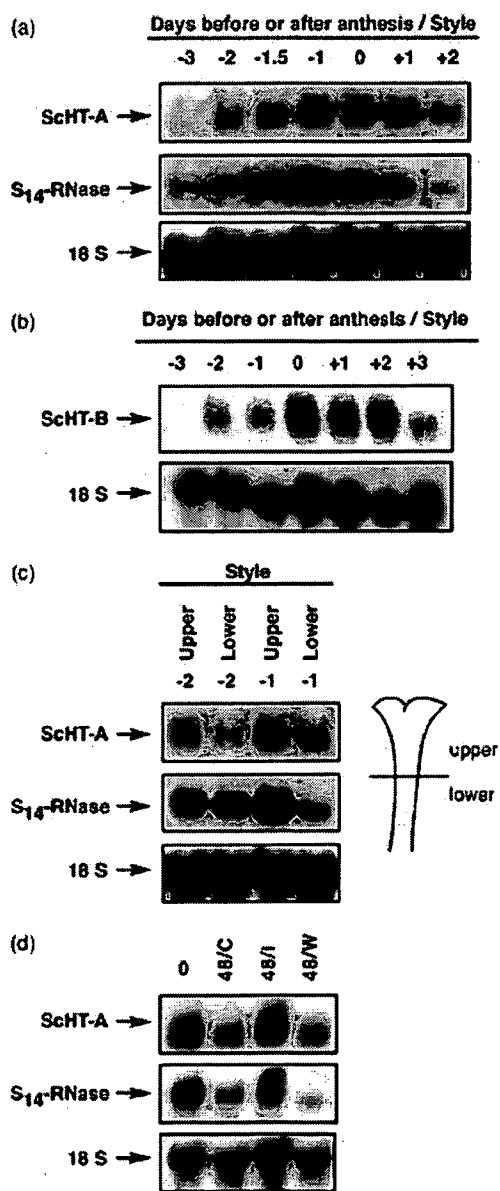 (a)
Days before or after anthesis / Style
-3 -2 -1.5 -1 0 +1 +2
ScHT-A
S14-RNase
18 S
(b)
Days before or after anthesis / Style
-3 -2 -1 0 +1 +2 +3
ScHT-B
18 S
(c)
Style
Upper Lower Upper Lower
-2 -2 -1 -1
ScHT-A
S14-RNase
18 S
upper
lower
(d)
0 48/C 48/I 48/W
ScHT-A
S14-RNase
18 S